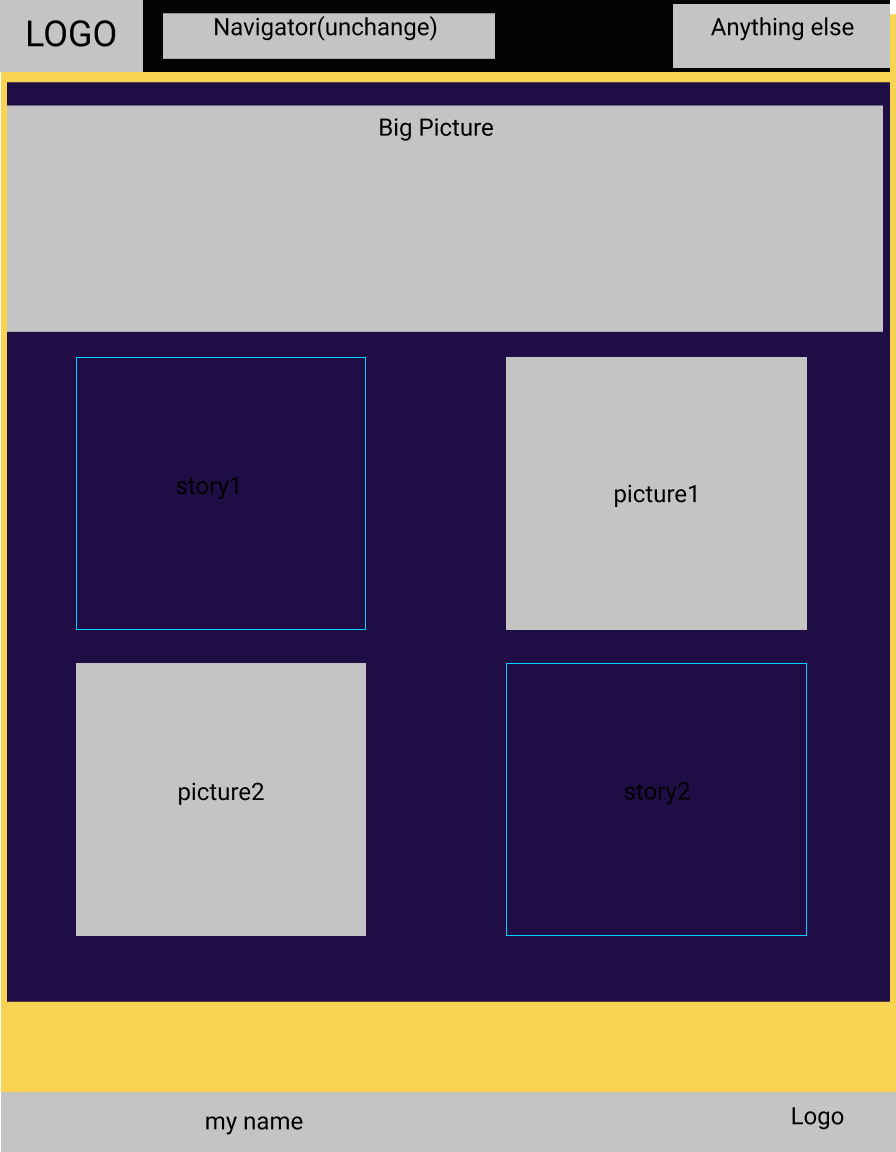 LOGO
Navigator(unchange)
Anything else
Big Picture
story1
picture1
picture2
story2
my name
Logo